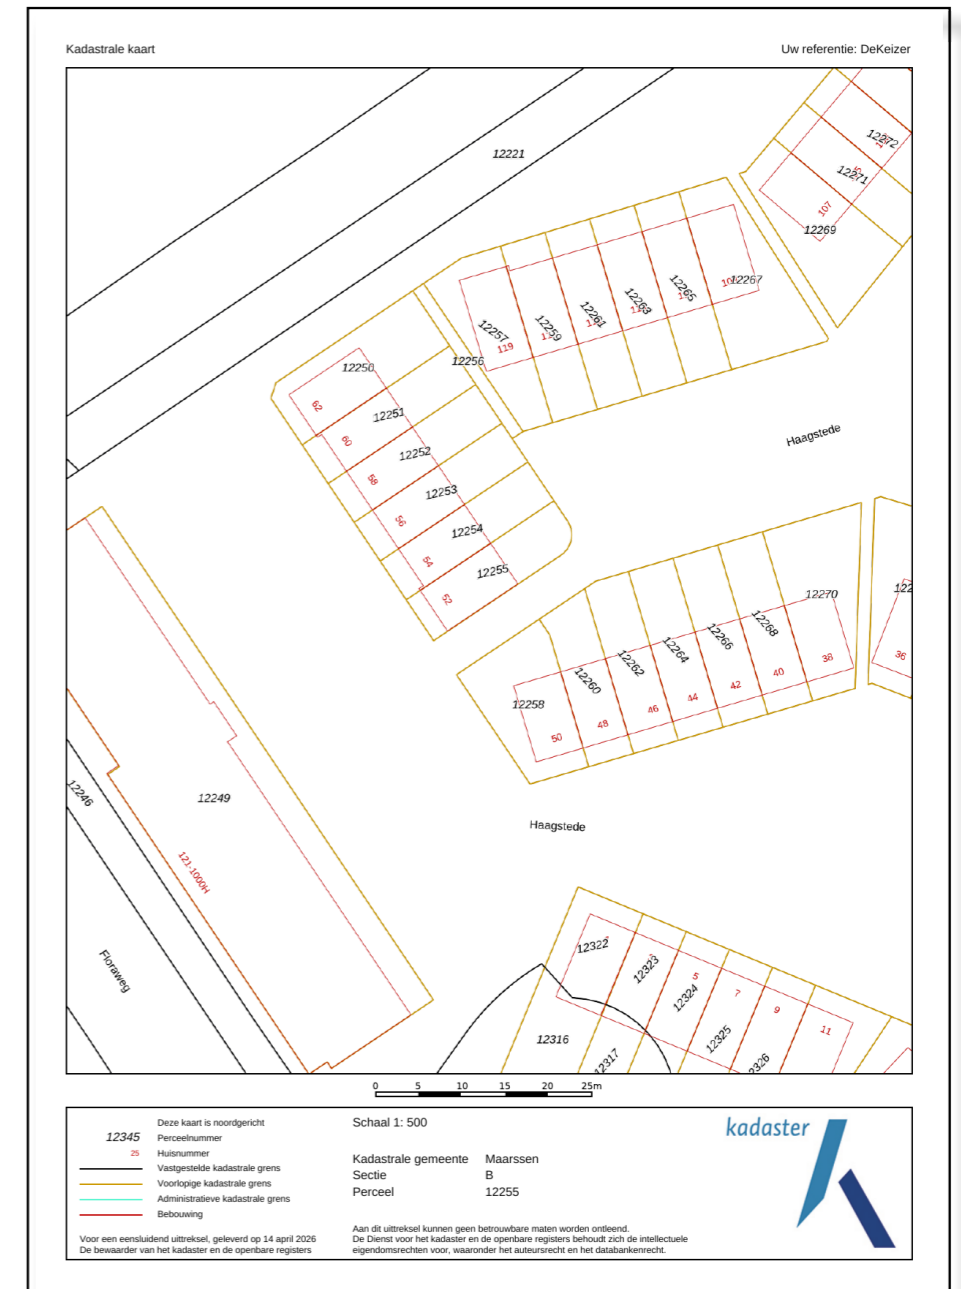 Kadastrale kaart
Uw referentie: DeKeizer
12221
12272
12271
107
12269
12267
12265
12263
12261
12259
12257
119
12256
12250
62
12251
60
12252
58
12253
56
12254
54
12255
52
Haagstede
12270
12268
12266
12264
12262
12260
12258
38
40
42
44
46
48
50
36
12249
12246
121-1000H
Floraweg
Haagstede
12322
12323
12324
12325
5
7
9
11
12316
12317
0 5 10 15 20 25m
Deze kaart is noordgericht
12345 Perceelnummer
25 Huisnummer
Vastgestelde kadastrale grens
Voorlopige kadastrale grens
Administratieve kadastrale grens
Bebouwing
Voor een eensluidend uittreksel, geleverd op 14 april 2026
De bewaarder van het kadaster en de openbare registers
Schaal 1: 500
Kadastrale gemeente Maarssen
Sectie B
Perceel 12255
Aan dit uittreksel kunnen geen betrouwbare maten worden ontleend.
De Dienst voor het kadaster en de openbare registers behoudt zich de intellectuele
eigendomsrechten voor, waaronder het auteursrecht en het databankenrecht.
kadaster